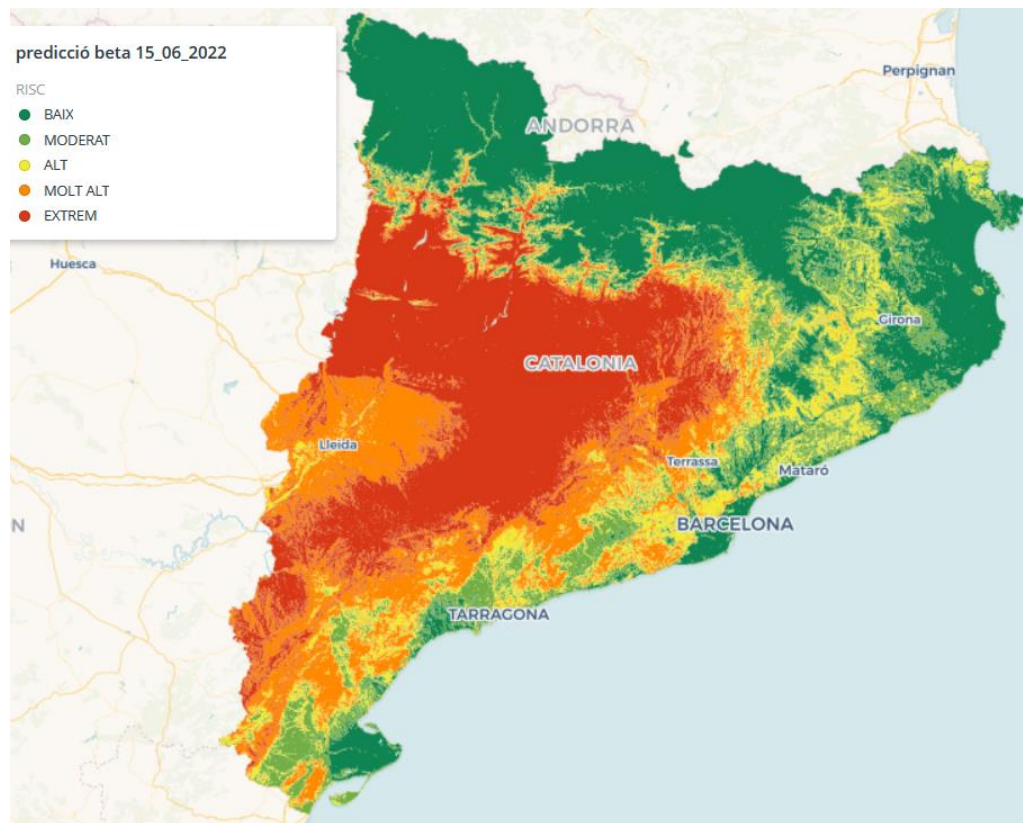 predicció beta 15_06_2022
RISC
BAIX
MODERAT
ALT
MOLT ALT
EXTREM
Perpignan
ANDORRA
Huesca
Girona
CATALONIA
Lleida
Terrassa
Mataró
BARCELONA
N
TARRAGONA